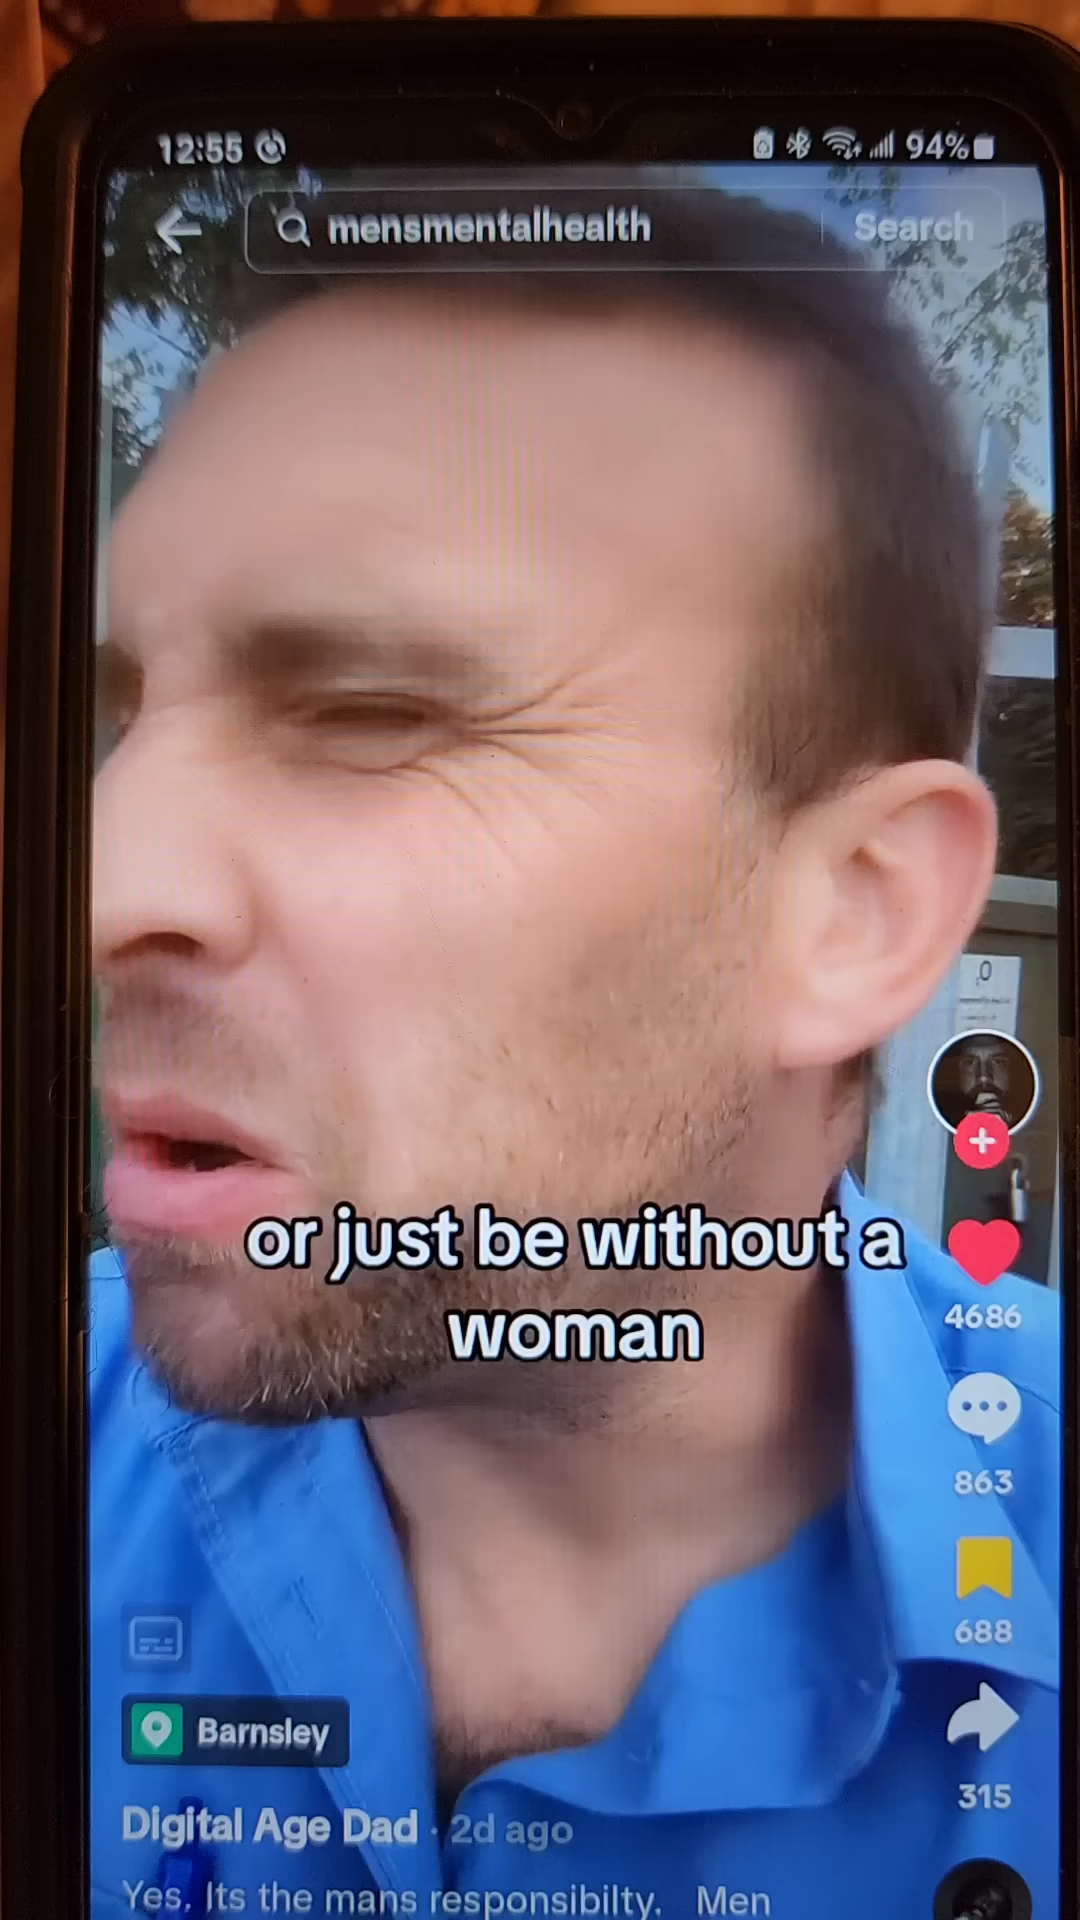 12:55
94%
mensmentalhealth
Search
or just be without a
woman
4686
863
688
315
Barnsley
Digital Age Dad · 2d ago
Yes, Its the mans responsibilty. Men